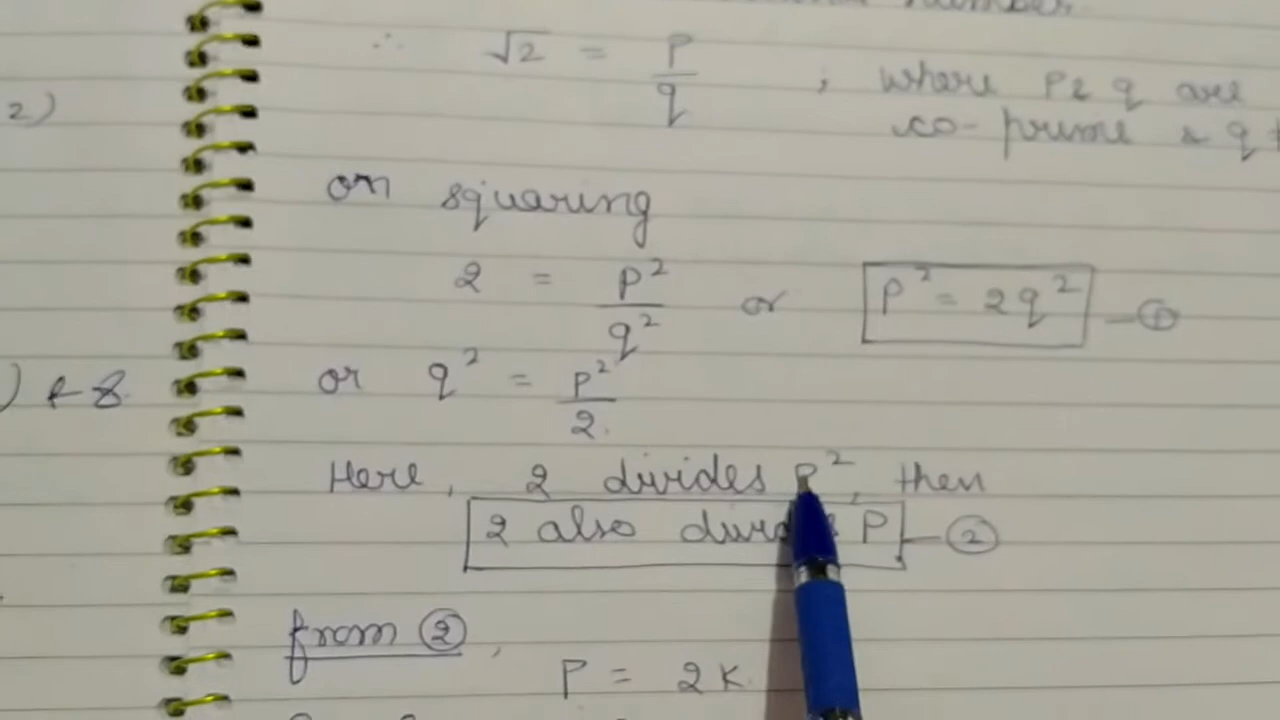 number
∴ √2 = P/q , where P & q are
co-prime & q
2)
on squaring
2 = P²/q² or P² = 2q² — ①
or q² = P²/2.
) 8.
Here, 2 divides P², then
2 also divides P — ②
from ②,
P = 2K